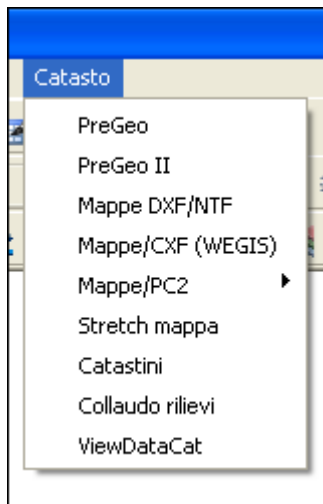 Catasto
PreGeo
PreGeo II
Mappe DXF/NTF
Mappe/CXF (WEGIS)
Mappe/PC2
Stretch mappa
Catastini
Collaudo rilievi
ViewDataCat